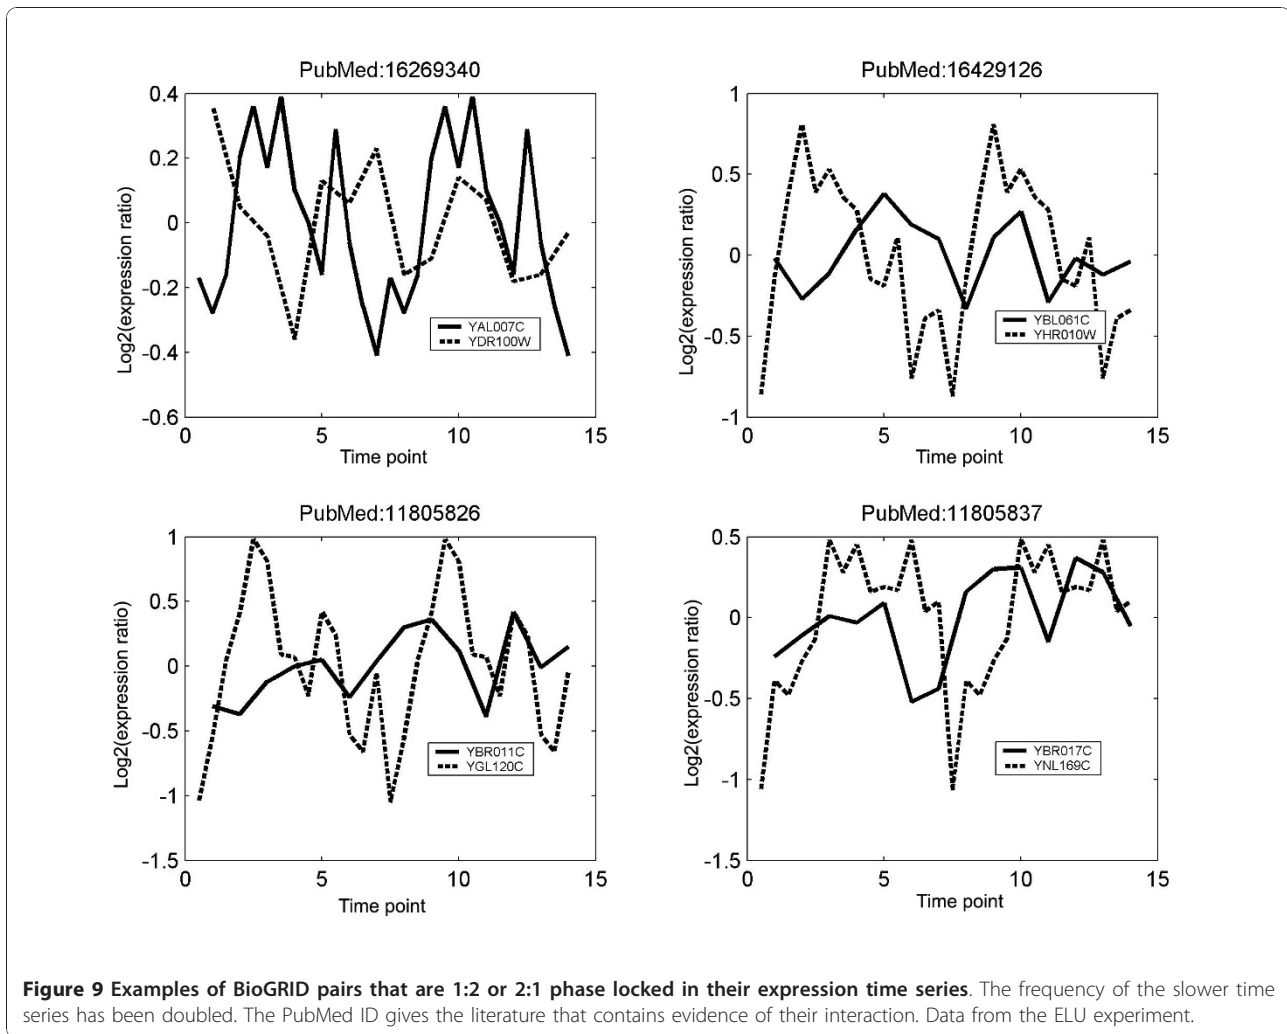 PubMed:16269340
0.4
0.2
0
-0.2
-0.4
-0.6
0
5
10
15
Log2(expression ratio)
Time point
YAL007C
YDR100W
PubMed:16429126
1
0.5
0
-0.5
-1
0
5
10
15
Log2(expression ratio)
Time point
YBL061C
YHR010W
PubMed:11805826
1
0.5
0
-0.5
-1
-1.5
0
5
10
15
Log2(expression ratio)
Time point
YBR011C
YGL120C
PubMed:11805837
0.5
0
-0.5
-1
-1.5
0
5
10
15
Log2(expression ratio)
Time point
YBR017C
YNL169C
Figure 9 Examples of BioGRID pairs that are 1:2 or 2:1 phase locked in their expression time series. The frequency of the slower time
series has been doubled. The PubMed ID gives the literature that contains evidence of their interaction. Data from the ELU experiment.